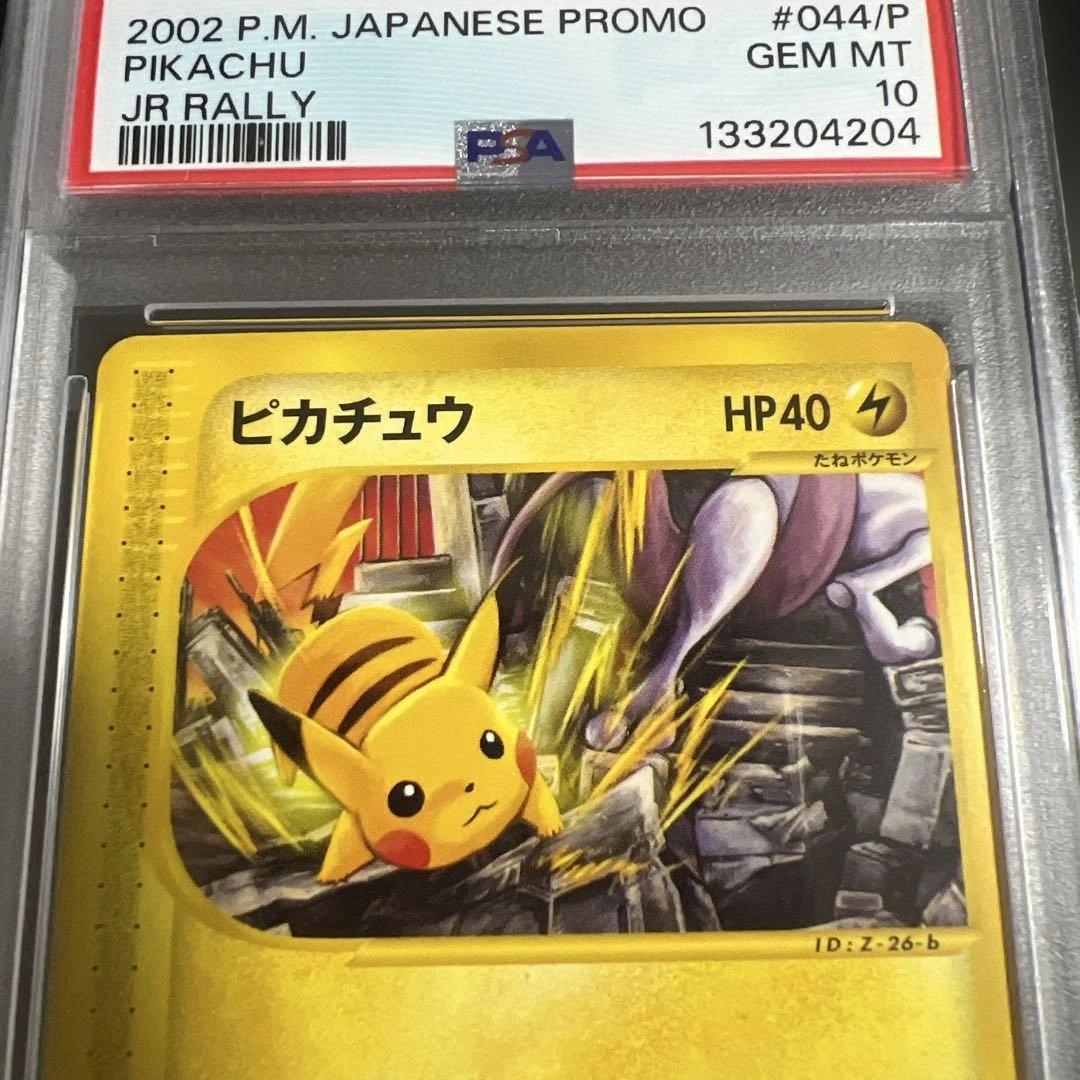 2002 P.M. JAPANESE PROMO #044/P
PIKACHU GEM MT
JR RALLY 10
PSA 133204204
ピカチュウ HP40
たねポケモン
ID:Z-26-b